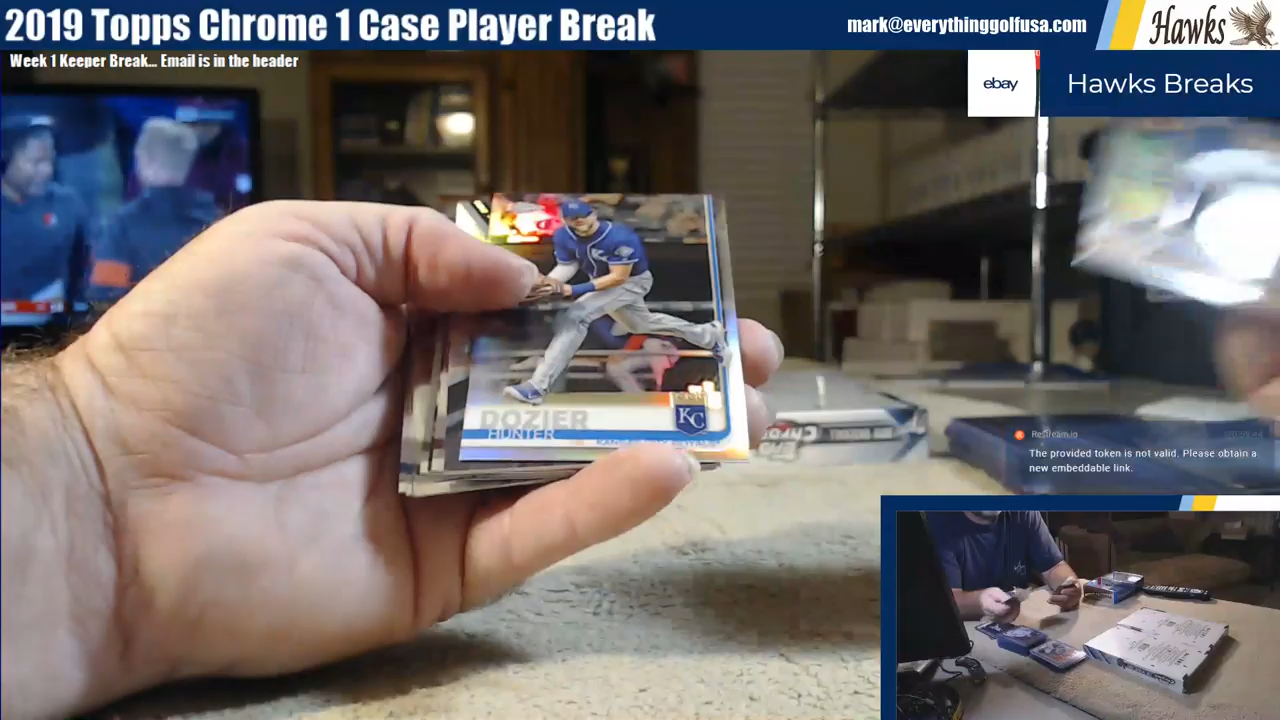 2019 Topps Chrome 1 Case Player Break
mark@everythinggolfusa.com
Hawks
Week 1 Keeper Break... Email is in the header
ebay
Hawks Breaks
DOZIER
HUNTER
KC
Restream.io
The provided token is not valid. Please obtain a
new embeddable link.